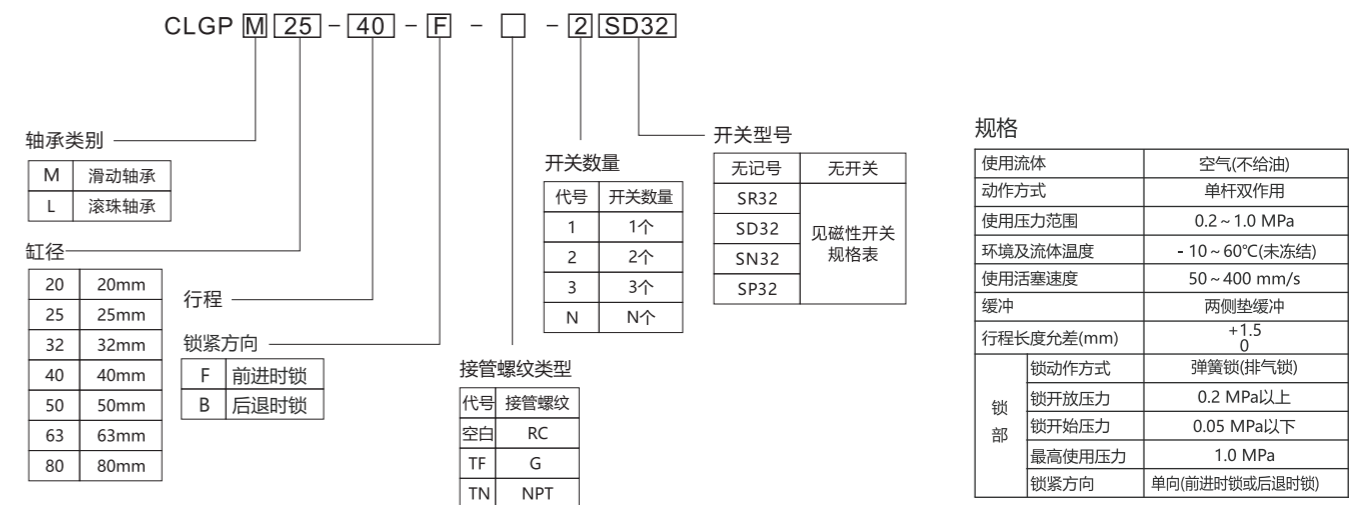 CLGP M 25 - 40 - F - □ - 2 SD32
轴承类别
M 滑动轴承
L 滚珠轴承
缸径
20 20mm
25 25mm
32 32mm
40 40mm
50 50mm
63 63mm
80 80mm
行程
锁紧方向
F 前进时锁
B 后退时锁
接管螺纹类型
代号 接管螺纹
空白 RC
TF G
TN NPT
开关数量
代号 开关数量
1 1个
2 2个
3 3个
N N个
开关型号
无记号 无开关
SR32
SD32
SN32
SP32
见磁性开关
规格表
规格
使用流体 空气(不给油)
动作方式 单杆双作用
使用压力范围 0.2~1.0 MPa
环境及流体温度 - 10~60℃(未冻结)
使用活塞速度 50~400 mm/s
缓冲 两侧垫缓冲
行程长度允差(mm) +1.5
0
锁部
锁动作方式 弹簧锁(排气锁)
锁开放压力 0.2 MPa以上
锁开始压力 0.05 MPa以下
最高使用压力 1.0 MPa
锁紧方向 单向(前进时锁或后退时锁)